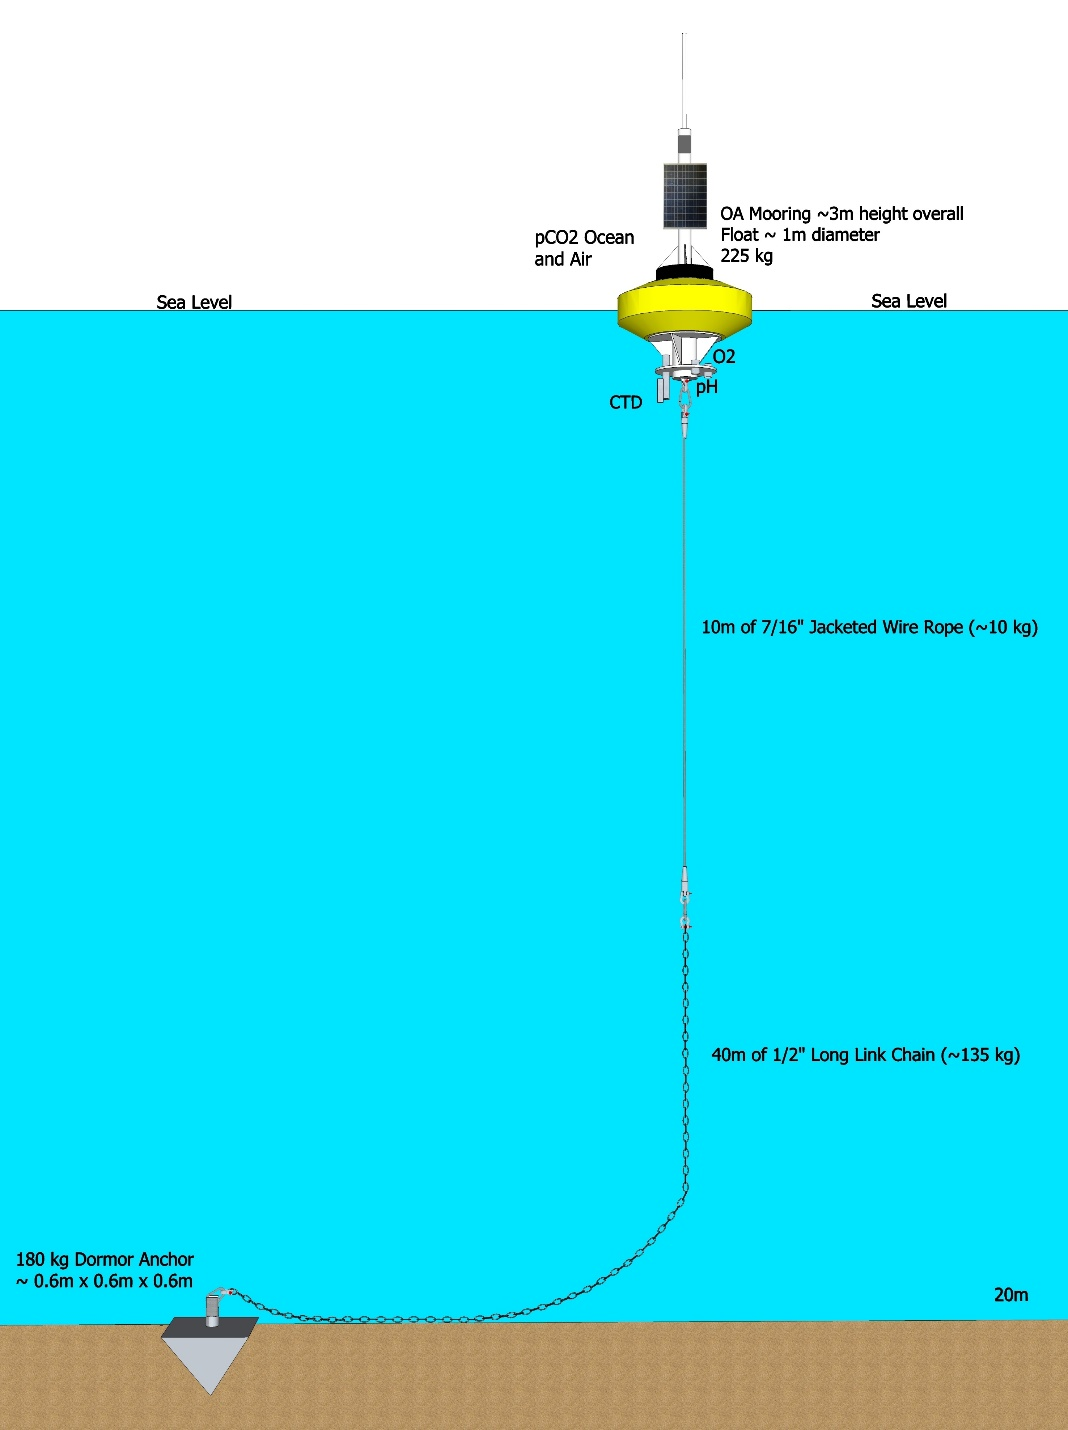 OA Mooring ~3m height overall
Float ~ 1m diameter
225 kg
pCO2 Ocean
and Air
Sea Level
Sea Level
O2
pH
CTD
10m of 7/16" Jacketed Wire Rope (~10 kg)
40m of 1/2" Long Link Chain (~135 kg)
180 kg Dormor Anchor
~ 0.6m x 0.6m x 0.6m
20m